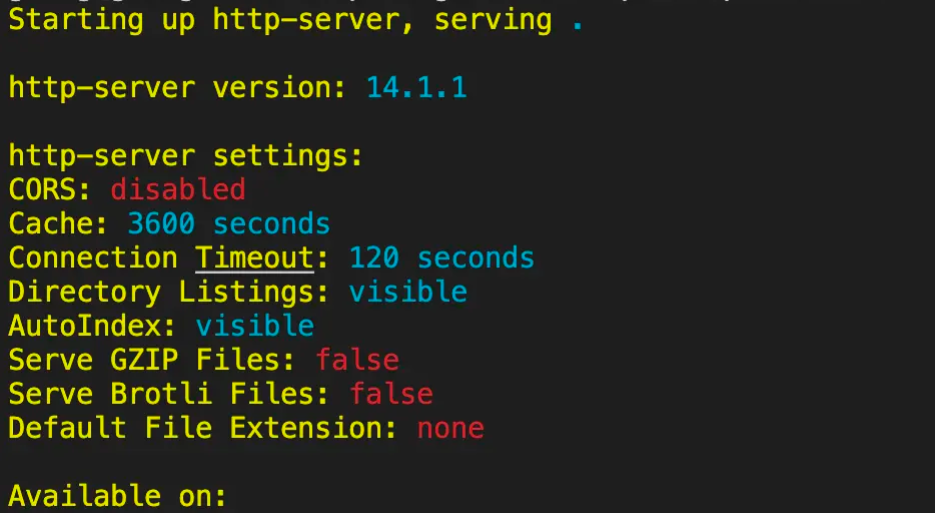 Starting up http-server, serving .
http-server version: 14.1.1
http-server settings:
CORS: disabled
Cache: 3600 seconds
Connection Timeout: 120 seconds
Directory Listings: visible
AutoIndex: visible
Serve GZIP Files: false
Serve Brotli Files: false
Default File Extension: none
Available on: